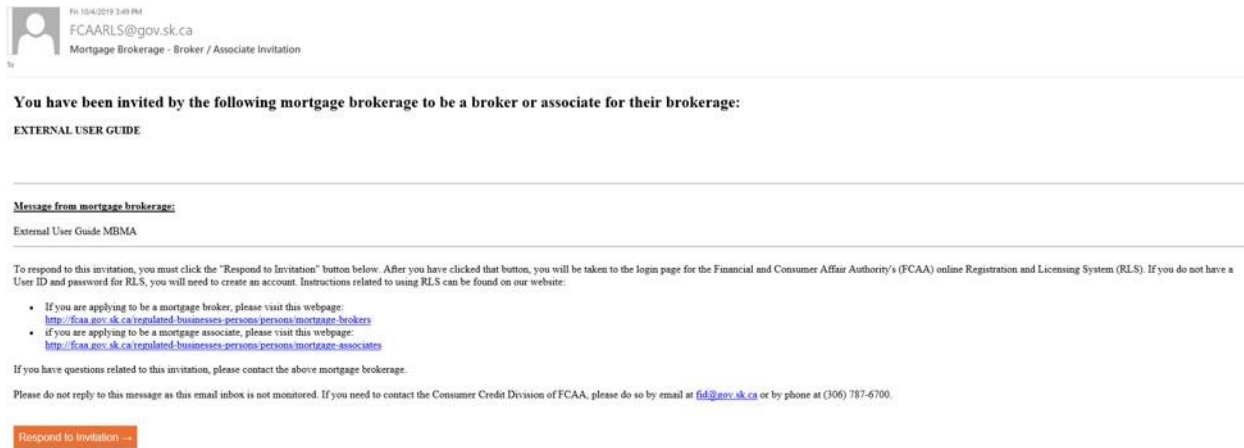 Fri 10/4/2019 3:49 PM
FCAARLS@gov.sk.ca
Mortgage Brokerage - Broker / Associate Invitation
To
You have been invited by the following mortgage brokerage to be a broker or associate for their brokerage:
EXTERNAL USER GUIDE
Message from mortgage brokerage:
External User Guide MBMA
To respond to this invitation, you must click the "Respond to Invitation" button below. After you have clicked that button, you will be taken to the login page for the Financial and Consumer Affair Authority's (FCAA) online Registration and Licensing System (RLS). If you do not have a
User ID and password for RLS, you will need to create an account. Instructions related to using RLS can be found on our website:
• If you are applying to be a mortgage broker, please visit this webpage:
http://fcaa.gov.sk.ca/regulated-businesses-persons/persons/mortgage-brokers
• if you are applying to be a mortgage associate, please visit this webpage:
http://fcaa.gov.sk.ca/regulated-businesses-persons/persons/mortgage-associates
If you have questions related to this invitation, please contact the above mortgage brokerage.
Please do not reply to this message as this email inbox is not monitored. If you need to contact the Consumer Credit Division of FCAA, please do so by email at fid@gov.sk.ca or by phone at (306) 787-6700.
Respond to Invitation →